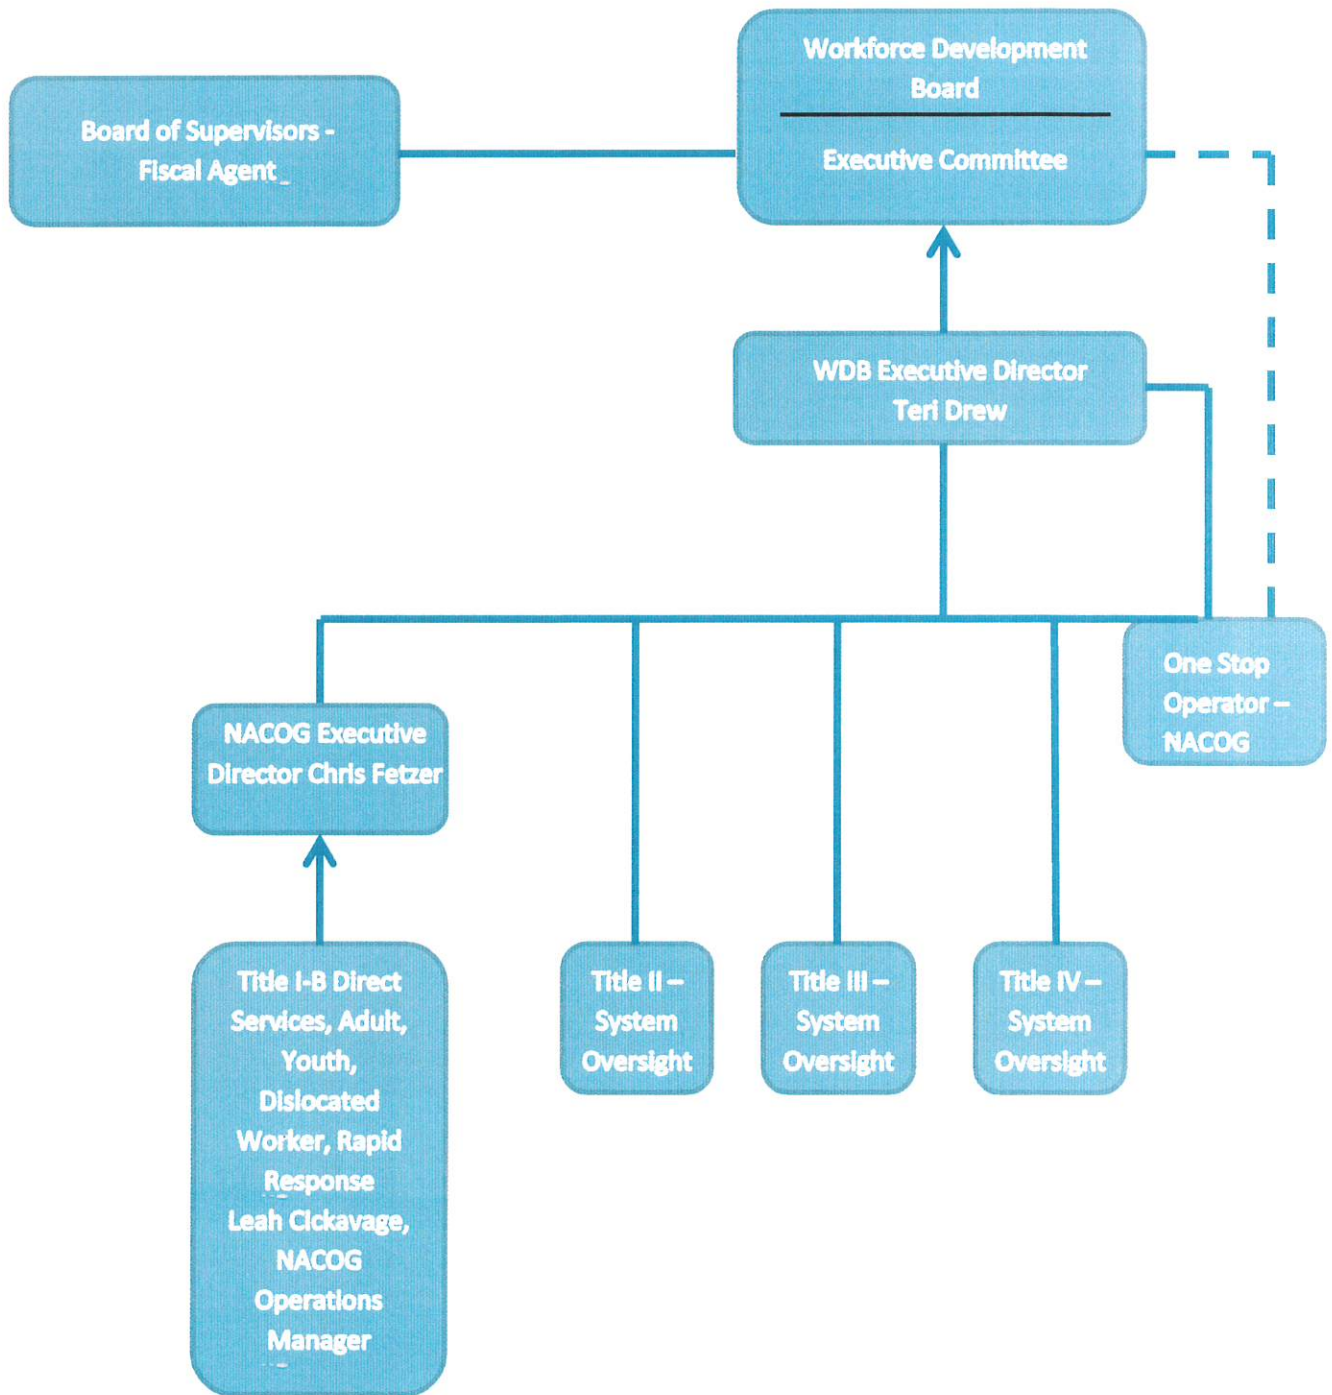 Workforce Development
Board
Executive Committee
Board of Supervisors -
Fiscal Agent
WDB Executive Director
Teri Drew
One Stop
Operator –
NACOG
NACOG Executive
Director Chris Fetzer
Title I-B Direct
Services, Adult,
Youth,
Dislocated
Worker, Rapid
Response
Leah Cickavage,
NACOG
Operations
Manager
Title II –
System
Oversight
Title III –
System
Oversight
Title IV –
System
Oversight